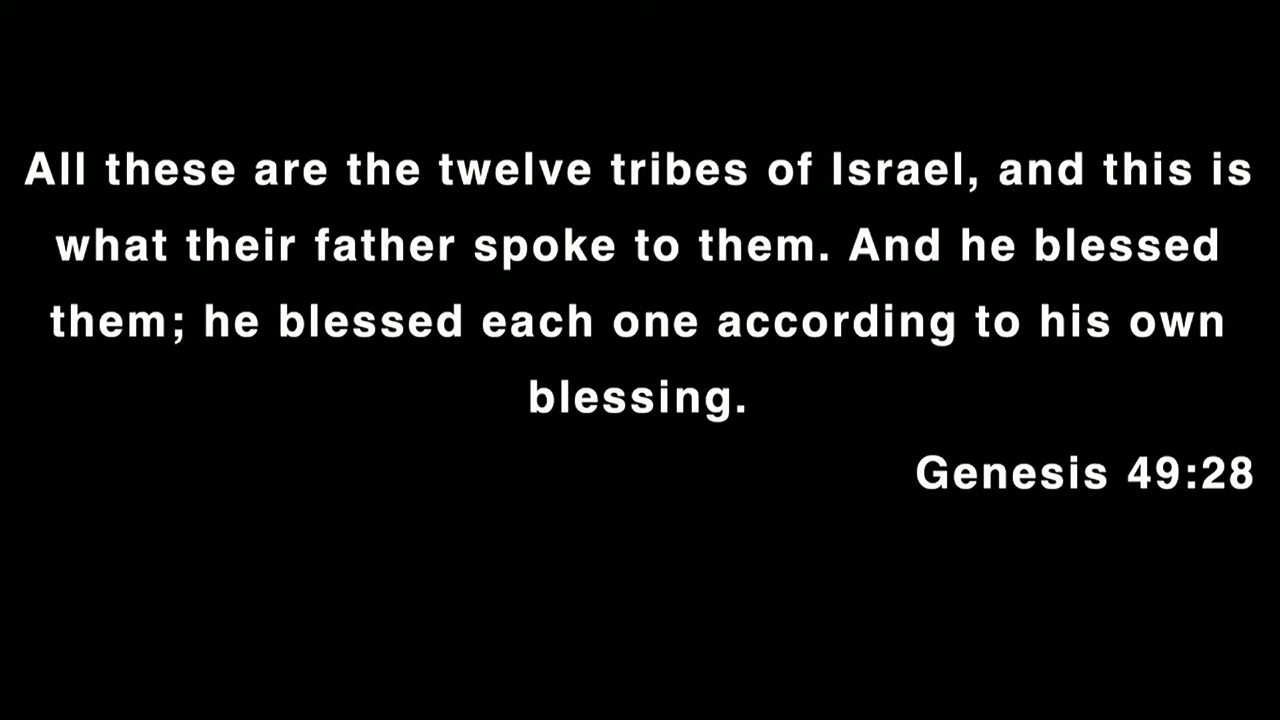 All these are the twelve tribes of Israel, and this is
what their father spoke to them. And he blessed
them; he blessed each one according to his own
blessing.
Genesis 49:28